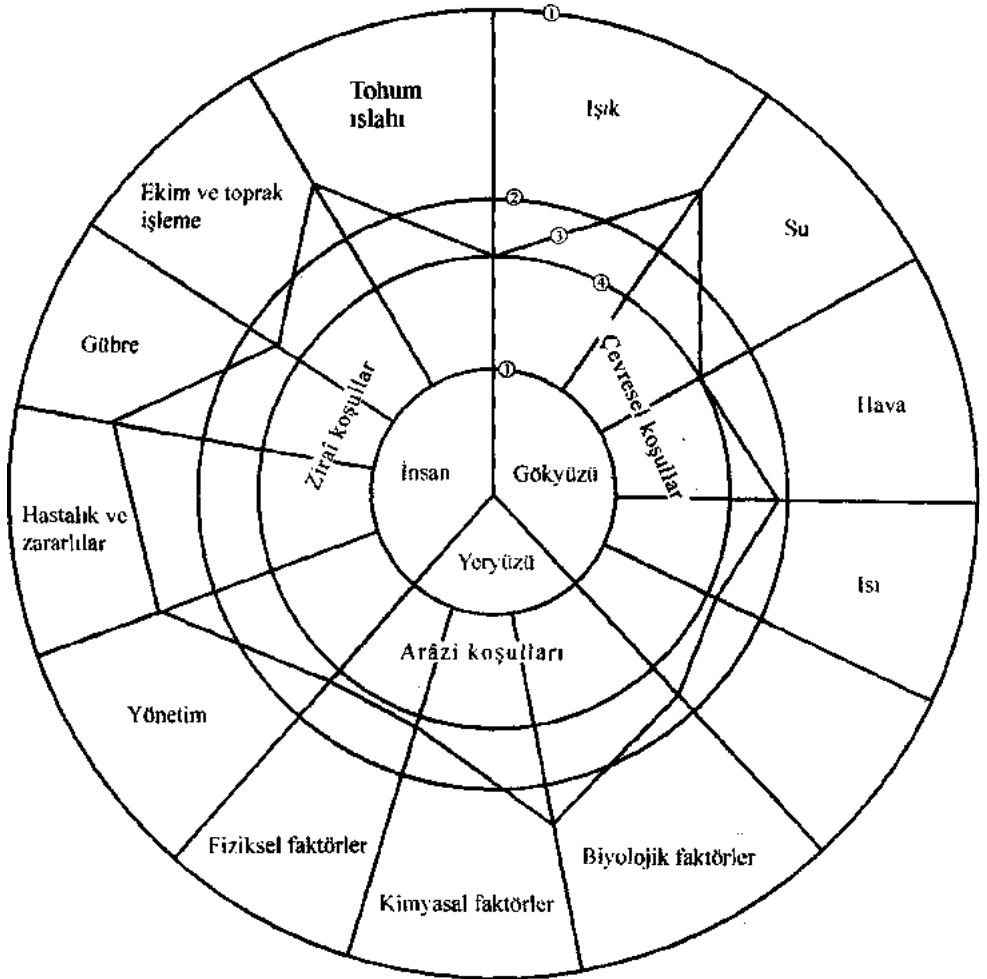 ①
Tohum
ıslahı
Işık
Ekim ve toprak
işleme
②
③
Su
Gübre
④
Ziraî koşullar
Çevresel koşullar
①
Hava
İnsan
Gökyüzü
Hastalık ve
zararlılar
Yeryüzü
Isı
Arâzi koşulları
Yönetim
Fiziksel faktörler
Biyolojik faktörler
Kimyasal faktörler